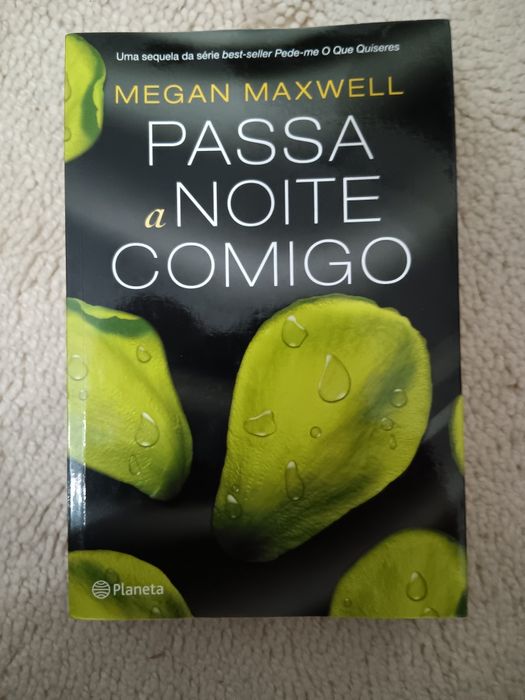 Uma sequela da série best-seller Pede-me O Que Quiseres
MEGAN MAXWELL
PASSA
a NOITE
COMIGO
Planeta